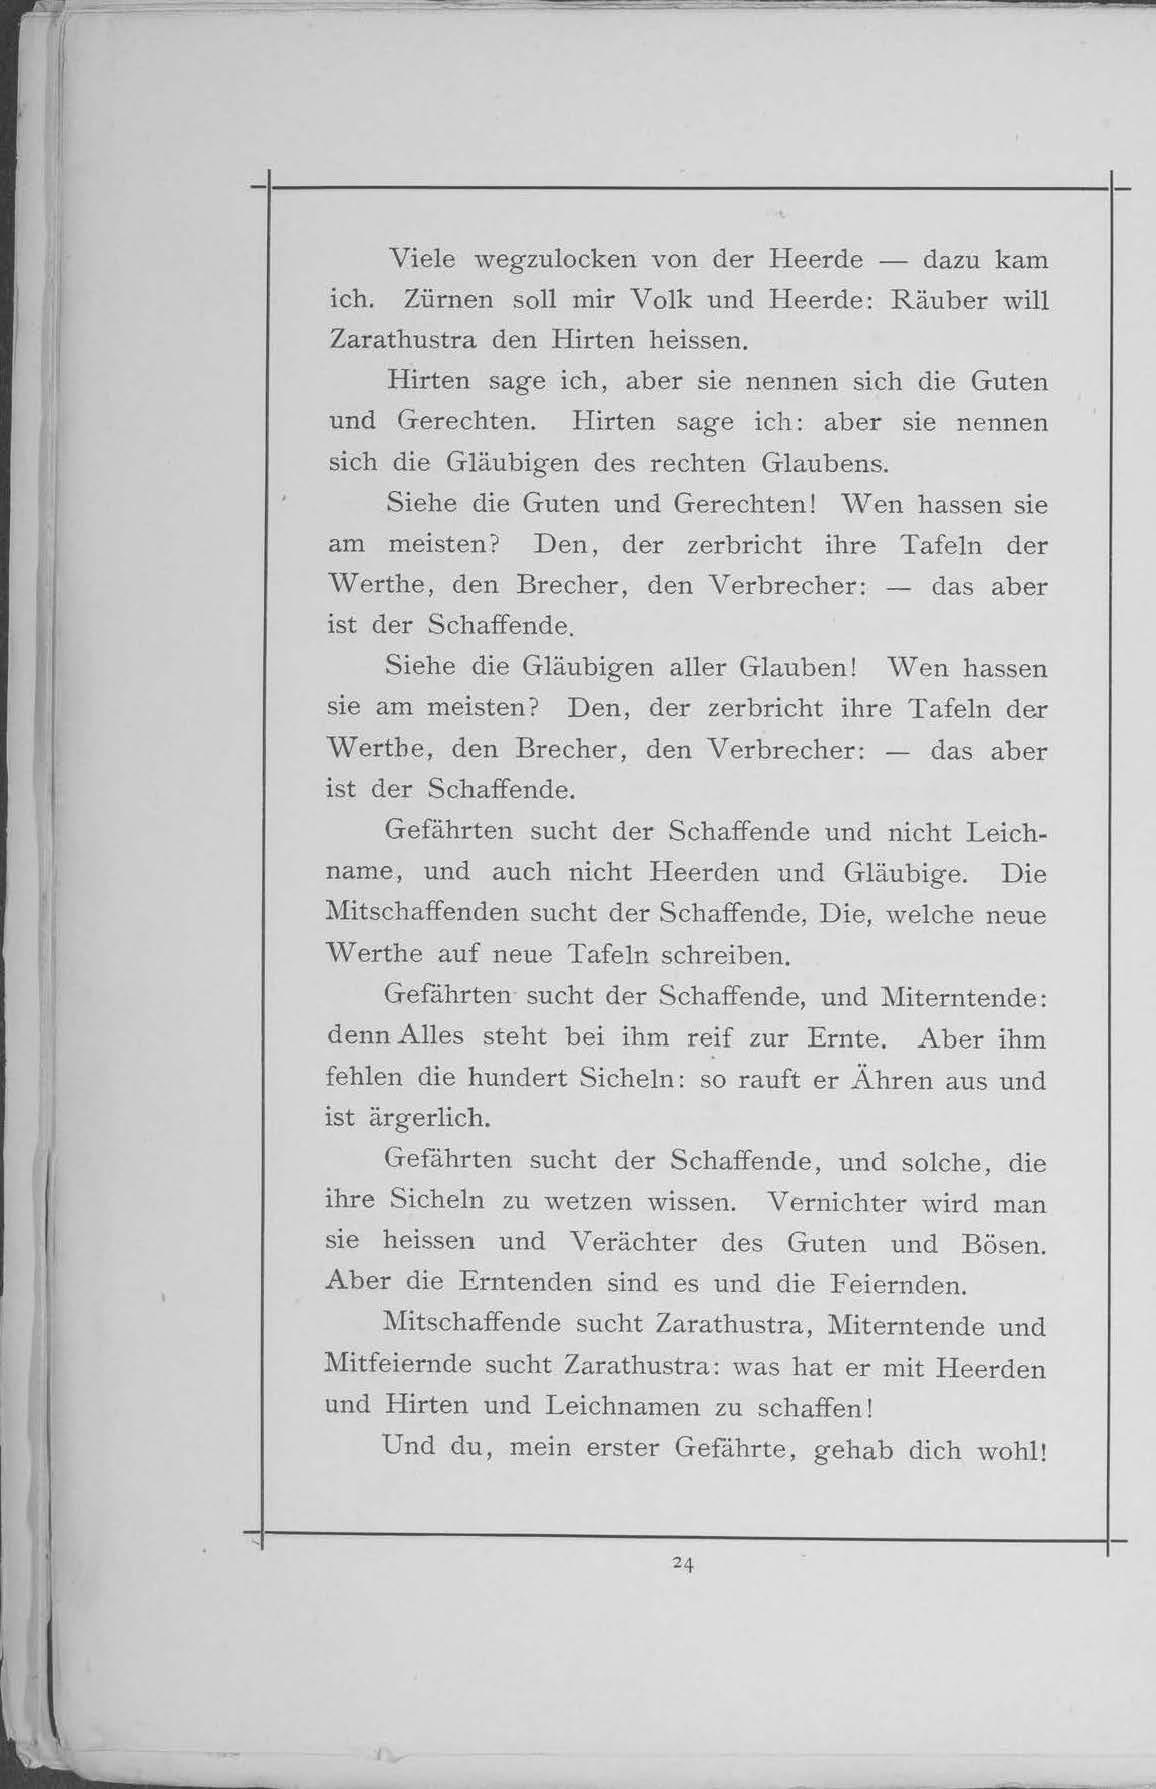 Viele wegzulocken von der Heerde — dazu kam
ich. Zürnen soll mir Volk und Heerde: Räuber will
Zarathustra den Hirten heissen.
Hirten sage ich, aber sie nennen sich die Guten
und Gerechten. Hirten sage ich: aber sie nennen
sich die Gläubigen des rechten Glaubens.
Siehe die Guten und Gerechten! Wen hassen sie
am meisten? Den, der zerbricht ihre Tafeln der
Werthe, den Brecher, den Verbrecher: — das aber
ist der Schaffende.
Siehe die Gläubigen aller Glauben! Wen hassen
sie am meisten? Den, der zerbricht ihre Tafeln der
Werthe, den Brecher, den Verbrecher: — das aber
ist der Schaffende.
Gefährten sucht der Schaffende und nicht Leich-
name, und auch nicht Heerden und Gläubige. Die
Mitschaffenden sucht der Schaffende, Die, welche neue
Werthe auf neue Tafeln schreiben.
Gefährten sucht der Schaffende, und Miterntende:
denn Alles steht bei ihm reif zur Ernte. Aber ihm
fehlen die hundert Sicheln: so rauft er Ähren aus und
ist ärgerlich.
Gefährten sucht der Schaffende, und solche, die
ihre Sicheln zu wetzen wissen. Vernichter wird man
sie heissen und Verächter des Guten und Bösen.
Aber die Erntenden sind es und die Feiernden.
Mitschaffende sucht Zarathustra, Miterntende und
Mitfeiernde sucht Zarathustra: was hat er mit Heerden
und Hirten und Leichnamen zu schaffen!
Und du, mein erster Gefährte, gehab dich wohl!
24